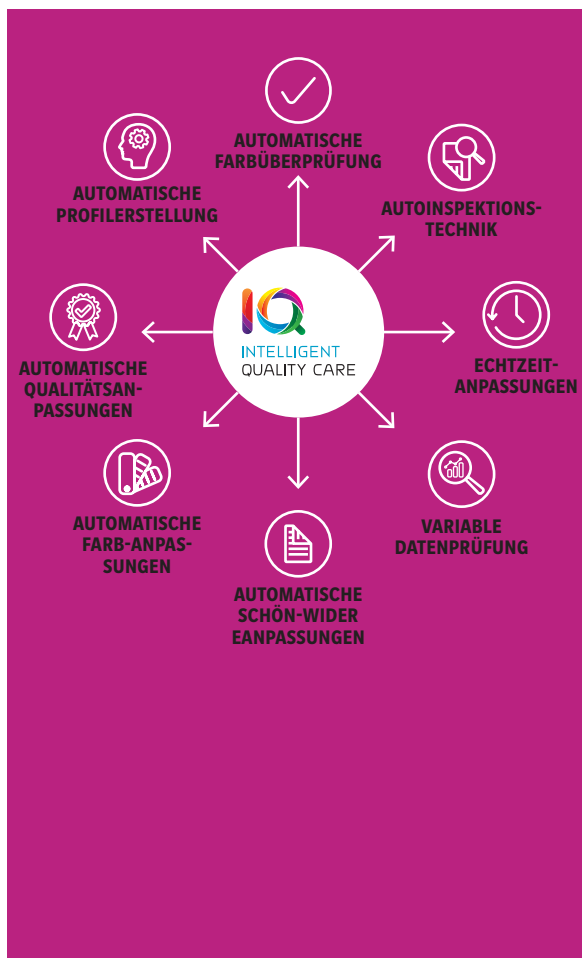 AUTOMATISCHE
FARBÜBERPRÜFUNG
AUTOMATISCHE
PROFILERSTELLUNG
AUTOINSPEKTIONS-
TECHNIK
IQ
INTELLIGENT
QUALITY CARE
AUTOMATISCHE
QUALITÄTSAN-
PASSUNGEN
ECHTZEIT-
ANPASSUNGEN
AUTOMATISCHE
FARB-ANPAS-
SUNGEN
VARIABLE
DATENPRÜFUNG
AUTOMATISCHE
SCHÖN-WIDER
EANPASSUNGEN